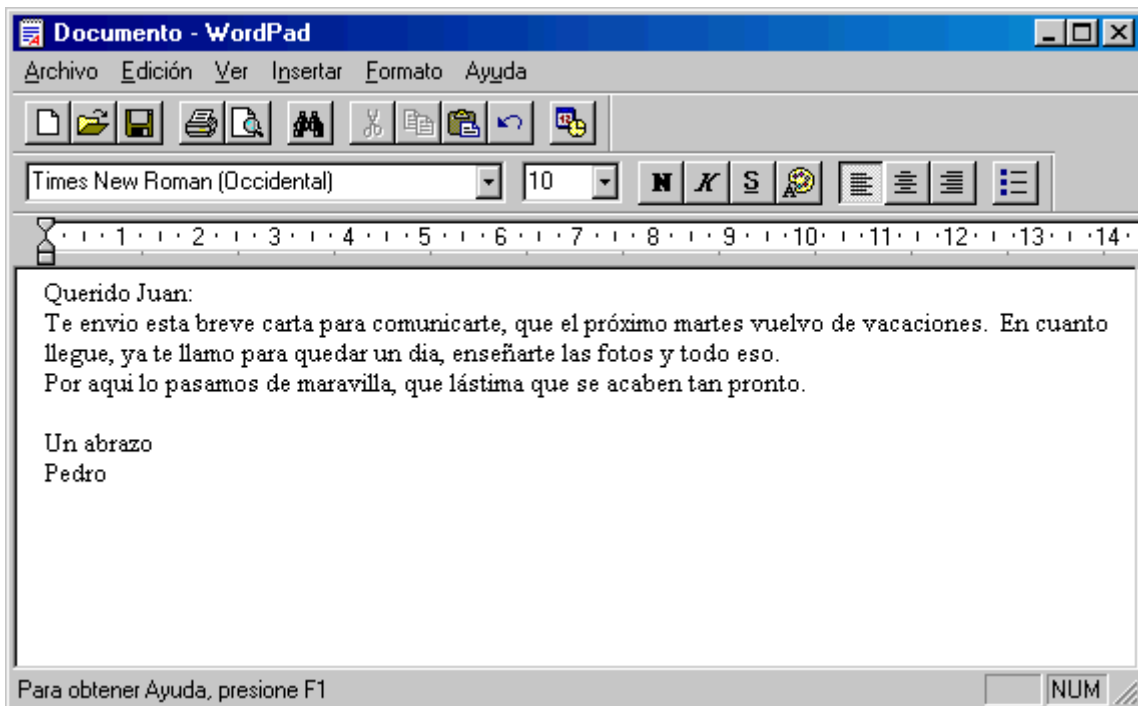 Documento - WordPad
Archivo Edición Ver Insertar Formato Ayuda
Times New Roman (Occidental) 10 N K S
1 2 3 4 5 6 7 8 9 10 11 12 13 14
Querido Juan:
Te envio esta breve carta para comunicarte, que el próximo martes vuelvo de vacaciones.  En cuanto
llegue, ya te llamo para quedar un dia, enseñarte las fotos y todo eso.
Por aqui lo pasamos de maravilla, que lástima que se acaben tan pronto.
Un abrazo
Pedro
Para obtener Ayuda, presione F1 NUM